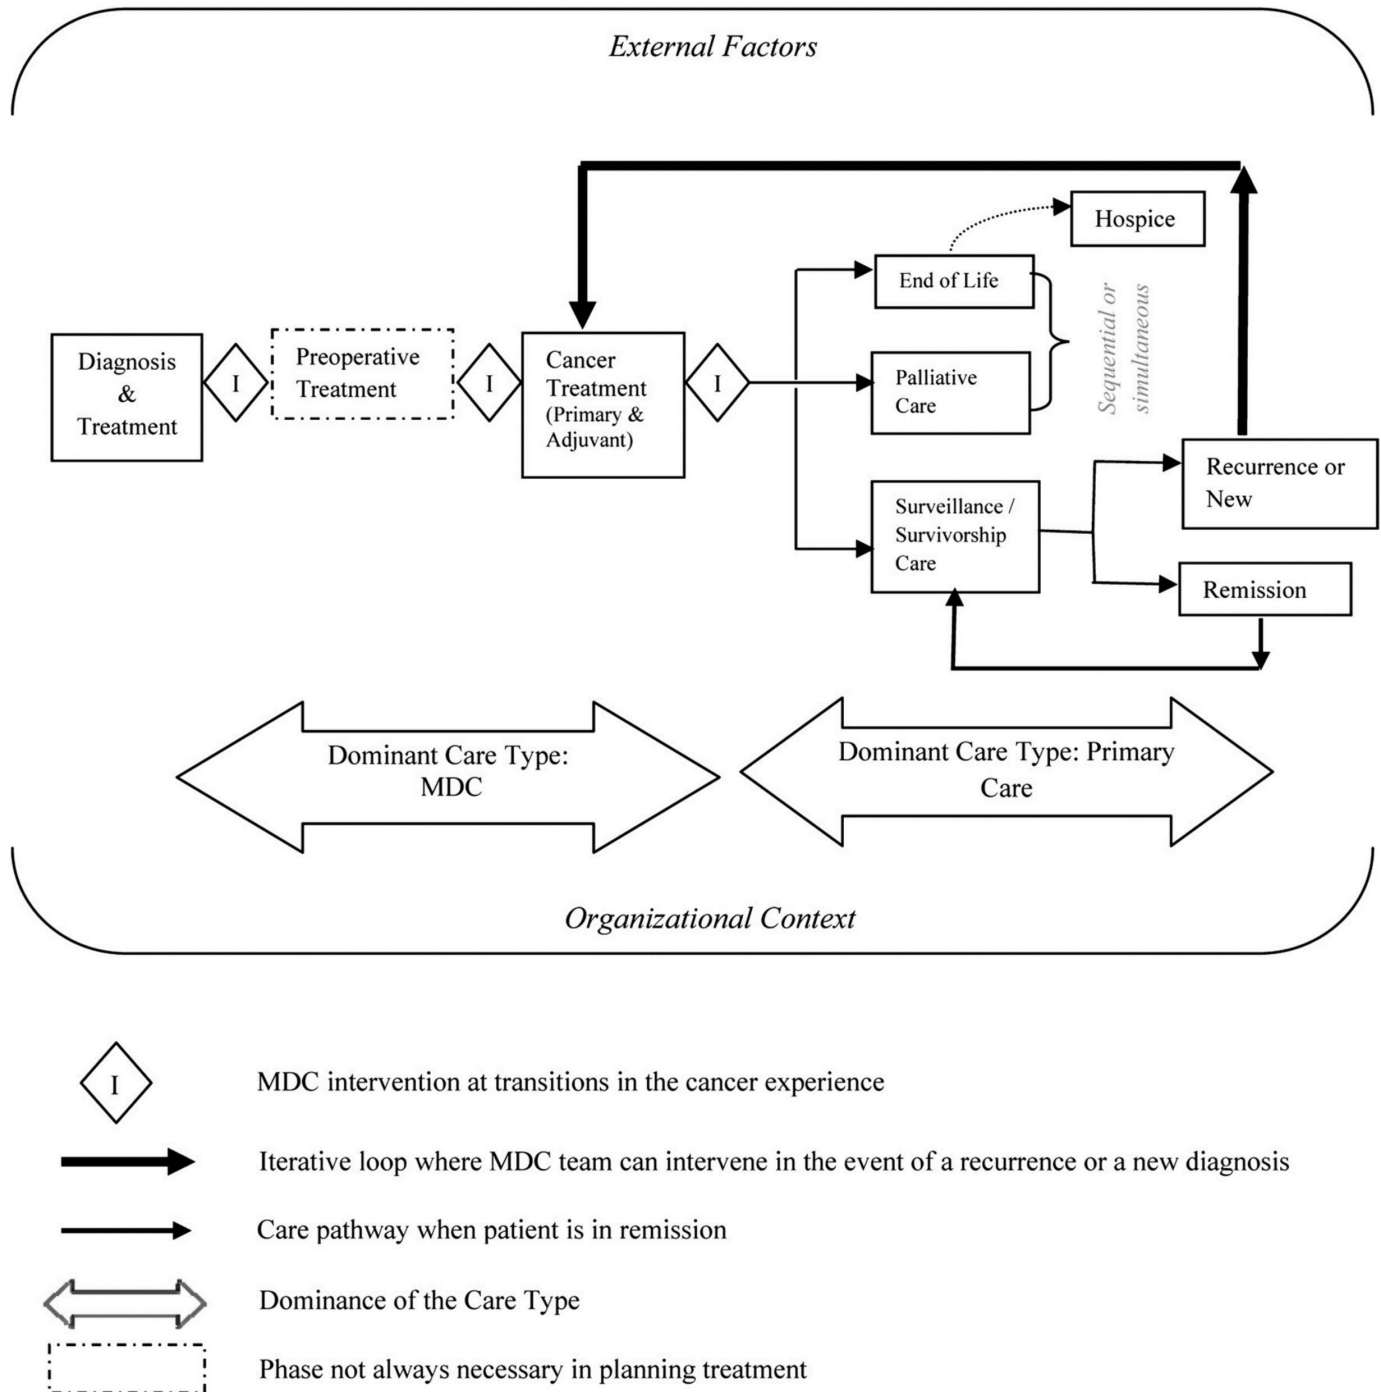 External Factors
Hospice
End of Life
Sequential or
simultaneous
Diagnosis
&
Treatment
I
Preoperative
Treatment
I
Cancer
Treatment
(Primary &
Adjuvant)
I
Palliative
Care
Recurrence or
New
Surveillance /
Survivorship
Care
Remission
Dominant Care Type:
MDC
Dominant Care Type: Primary
Care
Organizational Context
I
MDC intervention at transitions in the cancer experience
Iterative loop where MDC team can intervene in the event of a recurrence or a new diagnosis
Care pathway when patient is in remission
Dominance of the Care Type
Phase not always necessary in planning treatment